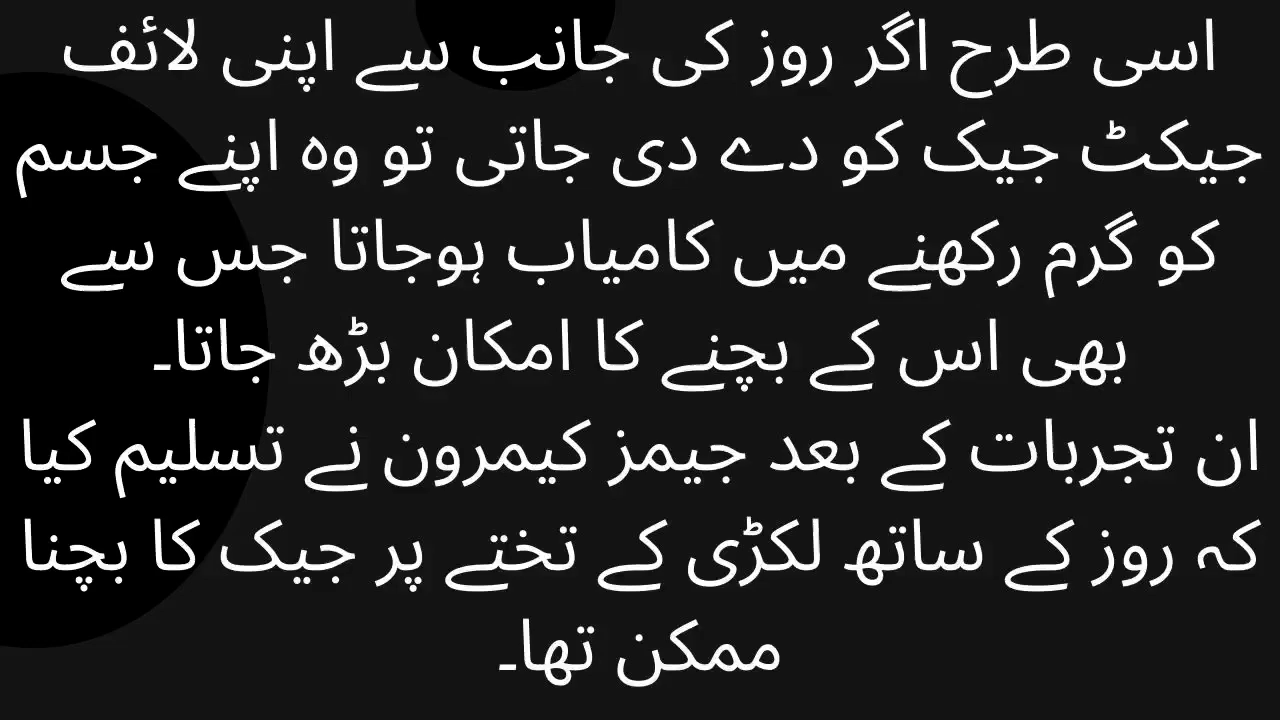 اسی طرح اگر روز کی جانب سے اپنی لائف
جیکٹ جیک کو دے دی جاتی تو وہ اپنے جسم
کو گرم رکھنے میں کامیاب ہوجاتا جس سے
بھی اس کے بچنے کا امکان بڑھ جاتا۔
ان تجربات کے بعد جیمز کیمرون نے تسلیم کیا
کہ روز کے ساتھ لکڑی کے تختے پر جیک کا بچنا
ممکن تھا۔